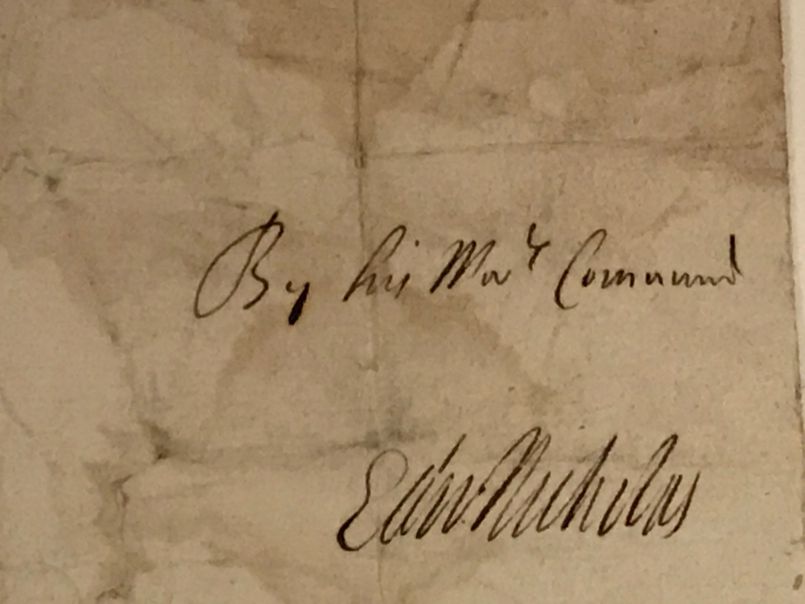 By his Ma.ts Command
Edw. Nicholas